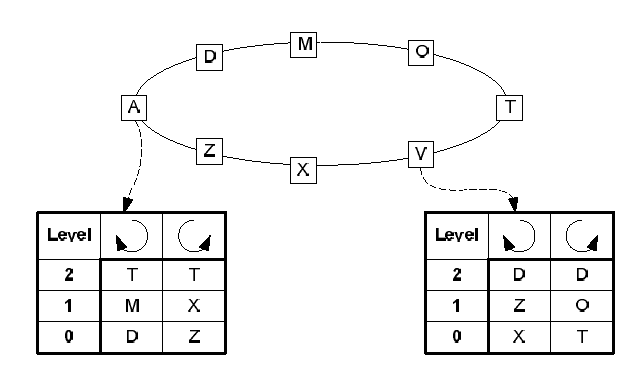 D M O
A T
Z X V
Level
2 T T
1 M X
0 D Z
Level
2 D D
1 Z O
0 X T